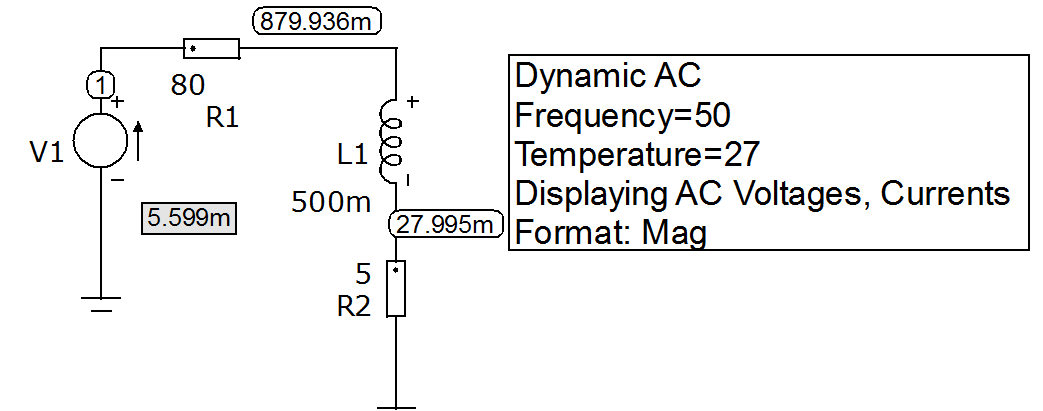 879.936m
1
+
80
R1
V1
−
5.599m
+
L1
500m
−
27.995m
5
R2
Dynamic AC
Frequency=50
Temperature=27
Displaying AC Voltages, Currents
Format: Mag